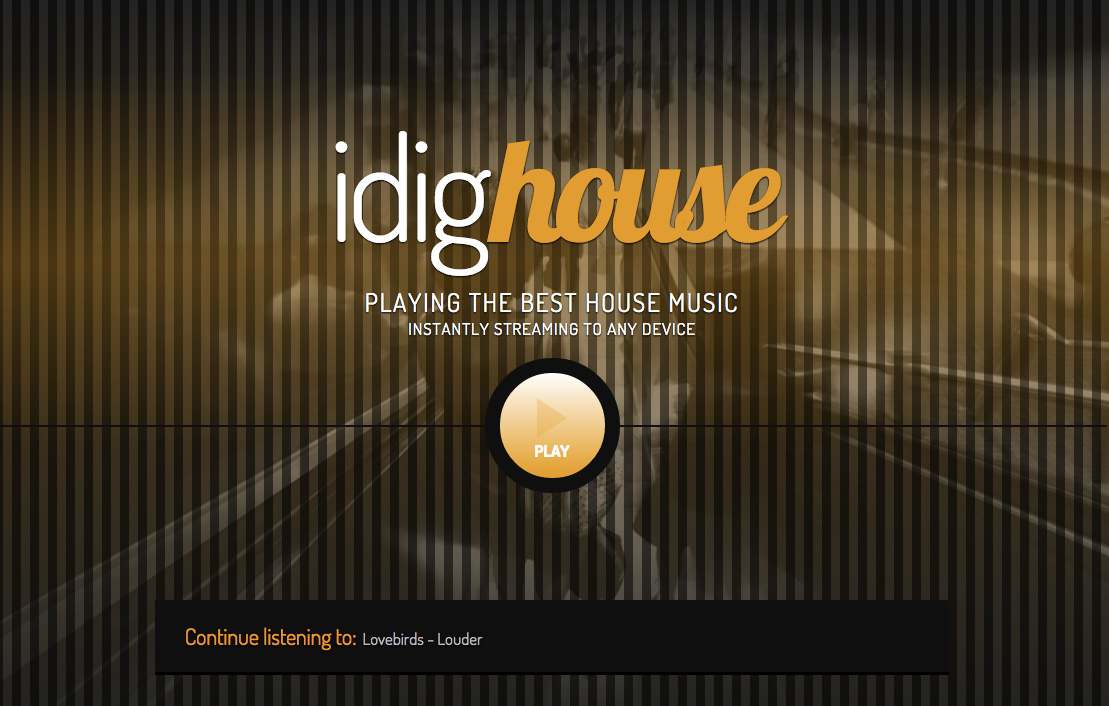 idighouse
PLAYING THE BEST HOUSE MUSIC
INSTANTLY STREAMING TO ANY DEVICE
PLAY
Continue listening to: Lovebirds - Louder